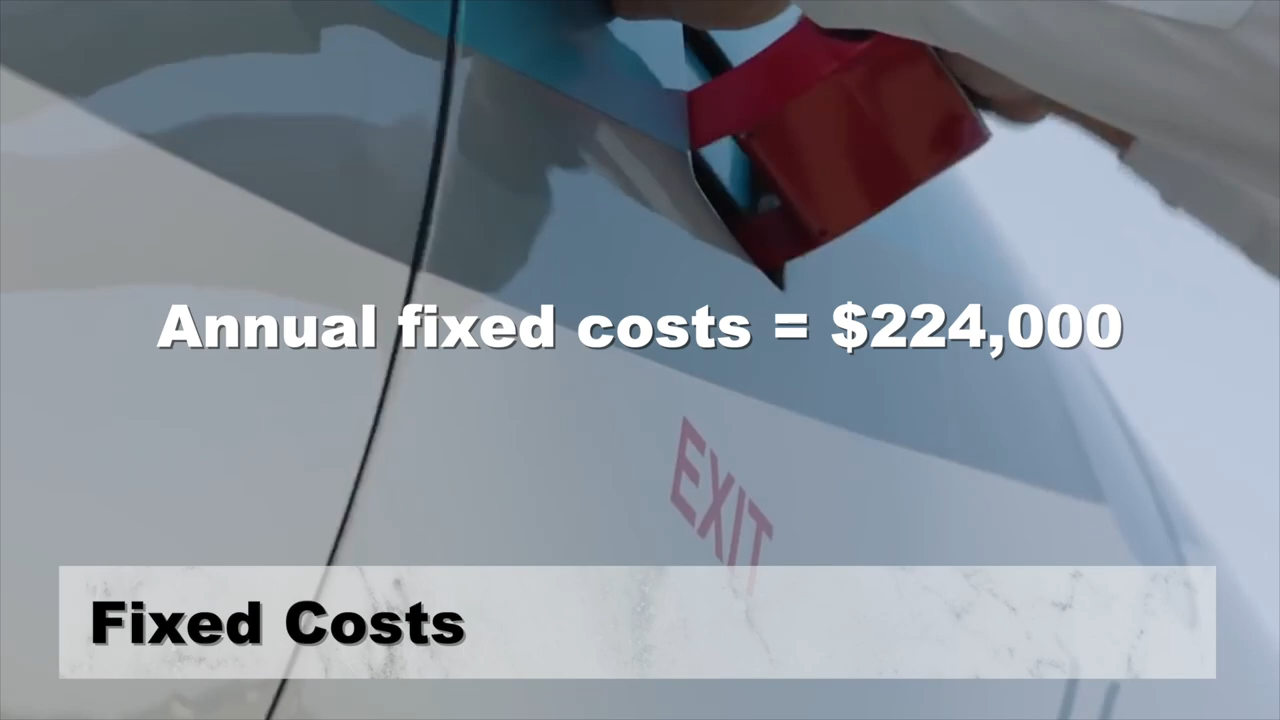 Annual fixed costs = $224,000
EXIT
Fixed Costs